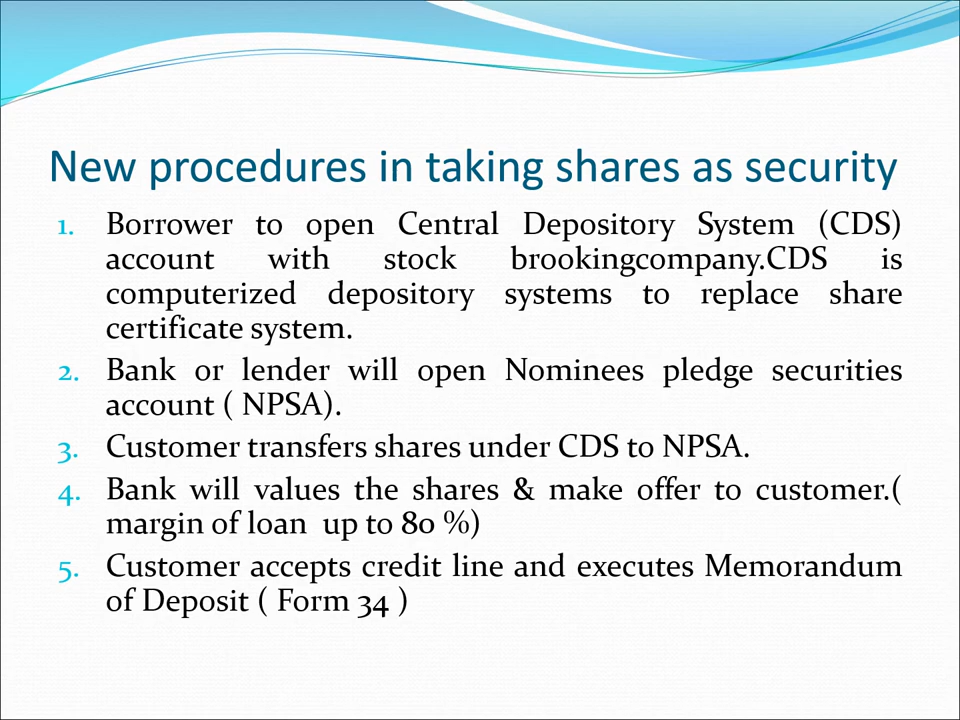 New procedures in taking shares as security
1. Borrower to open Central Depository System (CDS)
account with stock brookingcompany.CDS is
computerized depository systems to replace share
certificate system.
2. Bank or lender will open Nominees pledge securities
account ( NPSA).
3. Customer transfers shares under CDS to NPSA.
4. Bank will values the shares & make offer to customer.(
margin of loan up to 80 %)
5. Customer accepts credit line and executes Memorandum
of Deposit ( Form 34 )